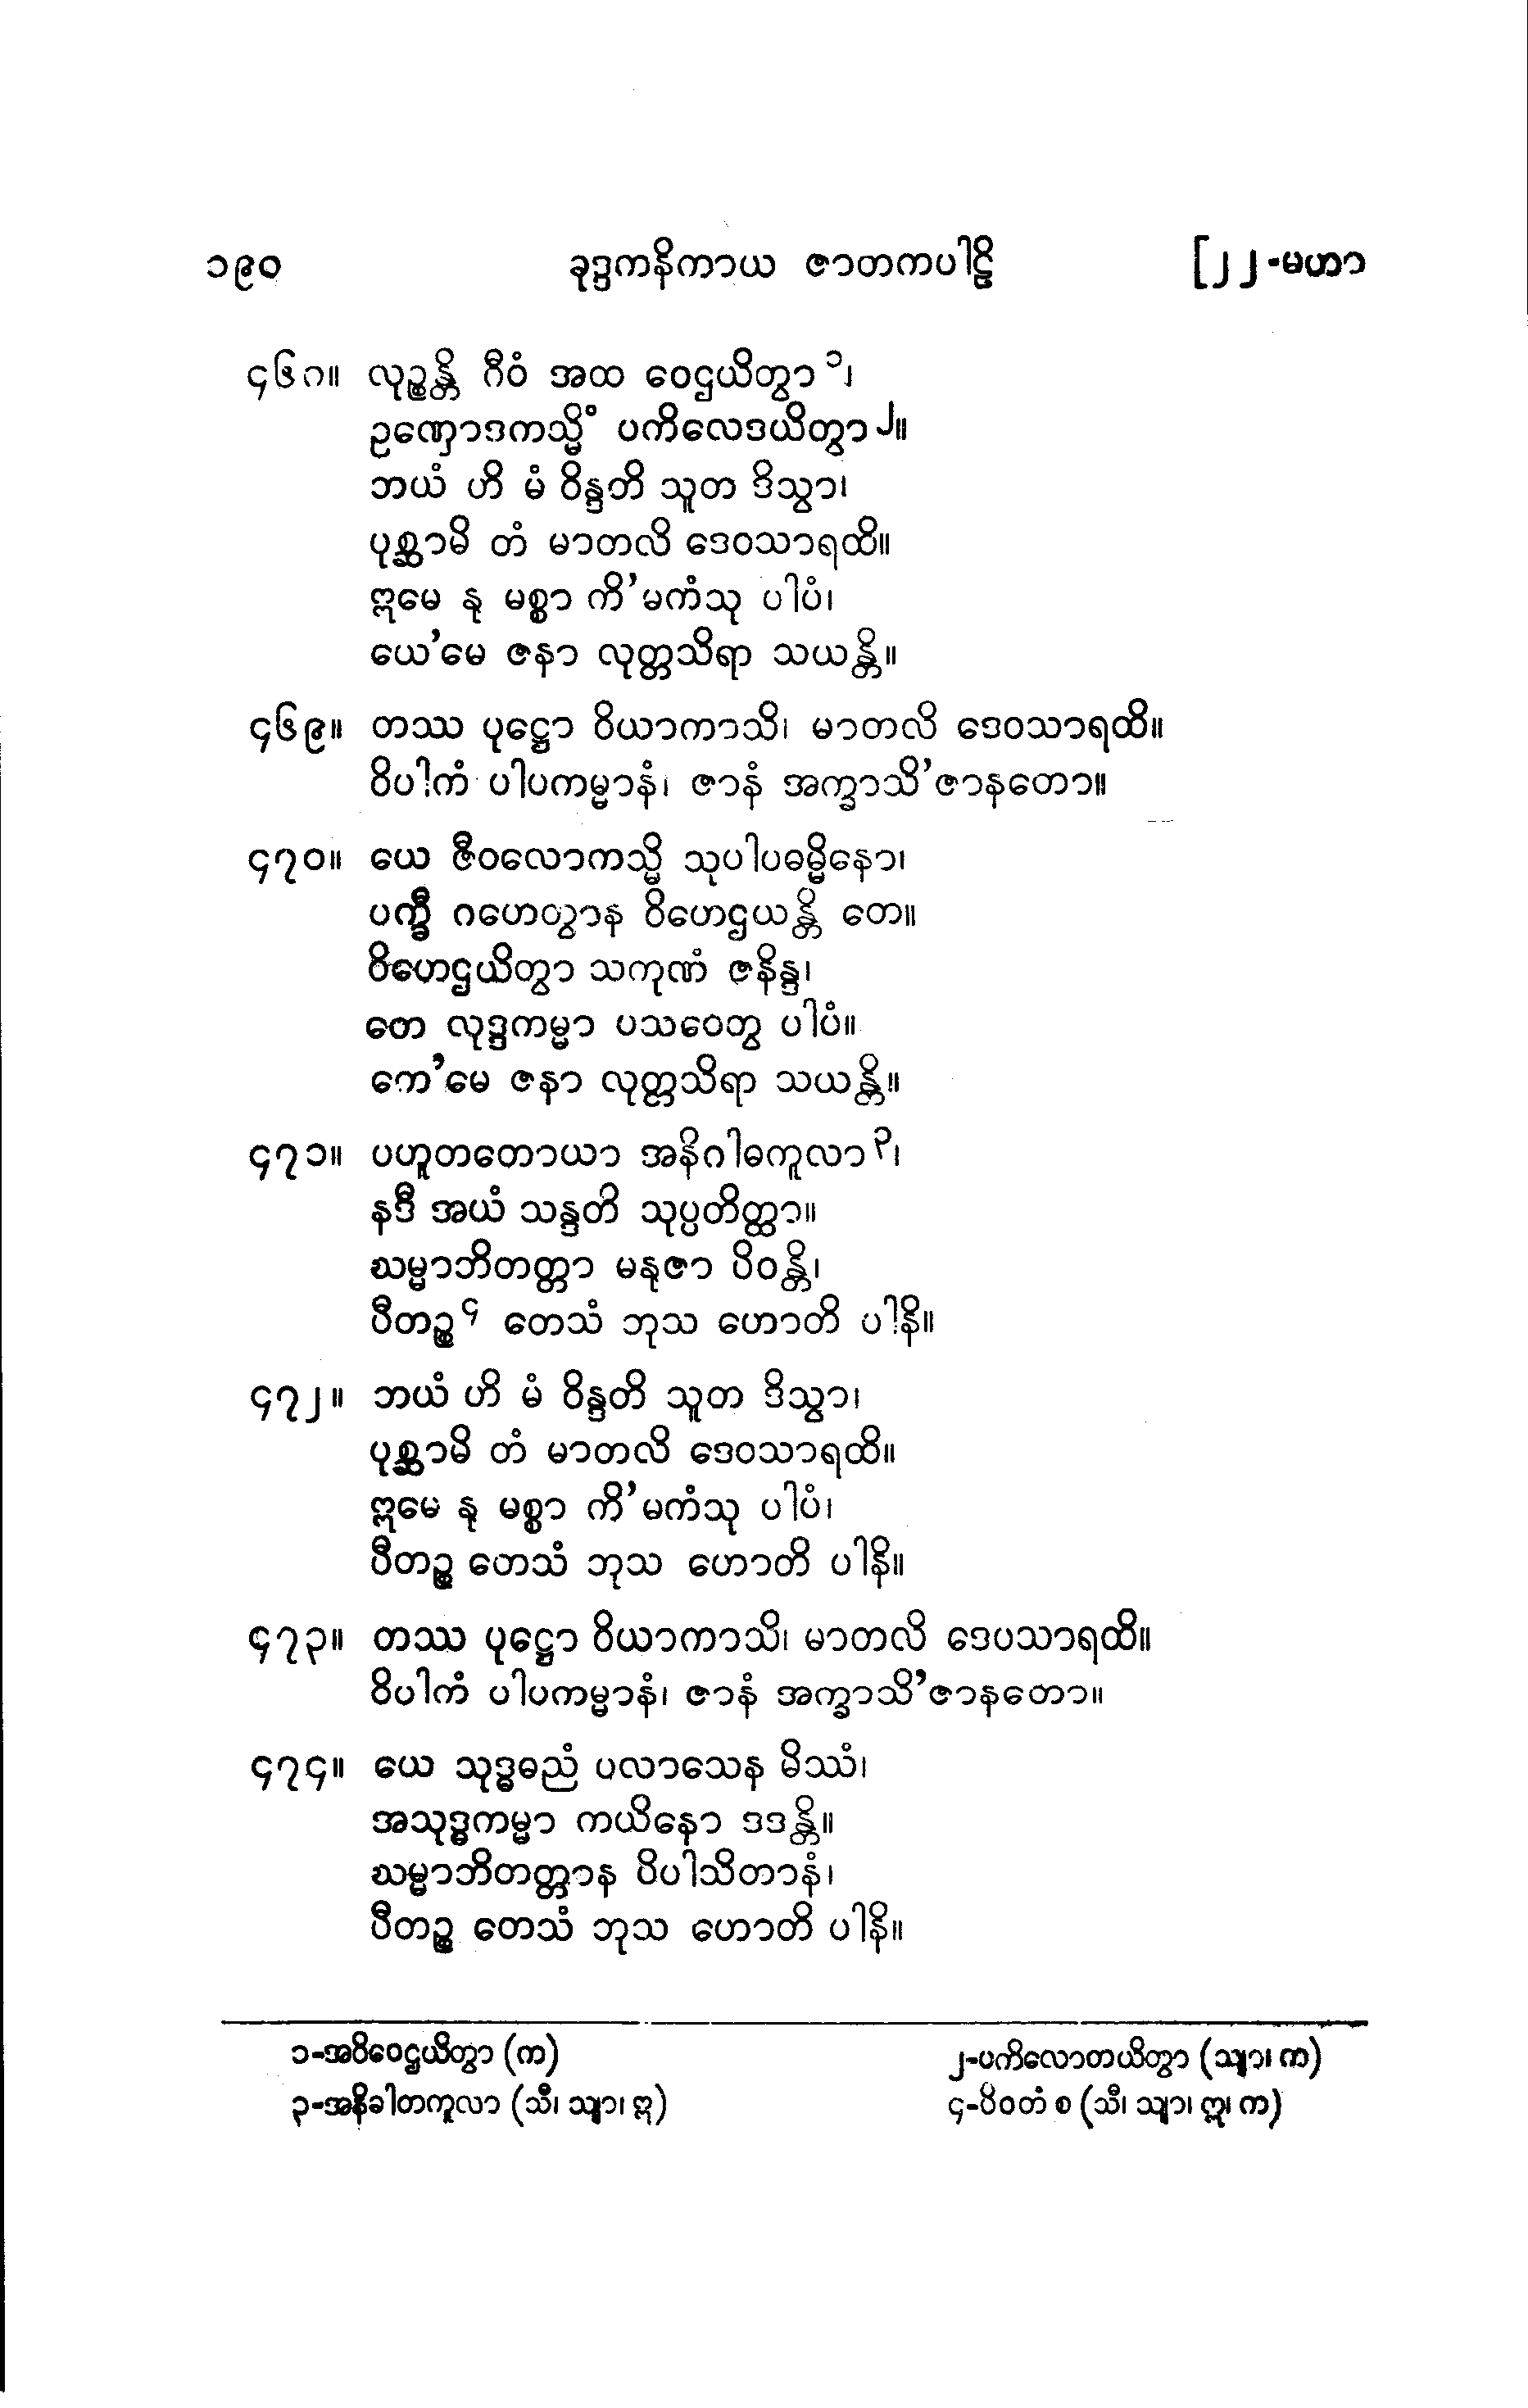 ၁၉၀ ခုဒ္ဒကနိကာယ ဇာတကပါဠိ [၂၂-မဟာ
၄၆၈။ လုဉ္စန္တိ ဂီဝံ အထ ဝေဌယိတွာ ၁၊
ဥဏှောဒကသ္မိံ ပကိလေဒယိတွာ ၂။
ဘယံ ဟိ မံ ဝိန္ဒတိ သူတ ဒိသွာ၊
ပုစ္ဆာမိ တံ မာတလိ ဒေဝသာရထိ။
ဣမေ နု မစ္စာ ကိ’မကံသု ပါပံ၊
ယေ’မေ ဇနာ လုတ္တသိရာ သယန္တိ။
၄၆၉။ တဿ ပုဋ္ဌော ဝိယာကာသိ၊ မာတလိ ဒေဝသာရထိ။
ဝိပါကံ ပါပကမ္မာနံ၊ ဇာနံ အက္ခာသိ’ဇာနတော။
၄၇၀။ ယေ ဇီဝလောကသ္မိ သုပါပဓမ္မိနော၊
ပက္ခီ ဂဟေတွာန ဝိဟေဌယန္တိ တေ။
ဝိဟေဌယိတွာ သကုဏံ ဇနိန္ဒ၊
တေ လုဒ္ဒကမ္မာ ပသဝေတွ ပါပံ။
ကေ’မေ ဇနာ လုတ္တသိရာ သယန္တိ။
၄၇၁။ ပဟူတတောယာ အနိဂါဓကူလာ ၃၊
နဒီ အယံ သန္ဒတိ သုပ္ပတိတ္ထာ။
ဃမ္မာဘိတတ္တာ မနုဇာ ပိဝန္တိ၊
ပီတဉ္စ ၄ တေသံ ဘုသ ဟောတိ ပါနိ။
၄၇၂။ ဘယံ ဟိ မံ ဝိန္ဒတိ သူတ ဒိသွာ၊
ပုစ္ဆာမိ တံ မာတလိ ဒေဝသာရထိ။
ဣမေ နု မစ္စာ ကိ’မကံသု ပါပံ၊
ပီတဉ္စ တေသံ ဘုသ ဟောတိ ပါနိ။
၄၇၃။ တဿ ပုဋ္ဌော ဝိယာကာသိ၊ မာတလိ ဒေပသာရထိ။
ဝိပါကံ ပါပကမ္မာနံ၊ ဇာနံ အက္ခာသိ’ဇာနတော။
၄၇၄။ ယေ သုဒ္ဓဓညံ ပလာသေန မိဿံ၊
အသုဒ္ဓကမ္မာ ကယိနော ဒဒန္တိ။
ဃမ္မာဘိတတ္တာန ပိပါသိတာနံ၊
ပီတဉ္စ တေသံ ဘုသ ဟောတိ ပါနိ။
၁-အဝိဝေဌယိတွာ (က) ၂-ပကိလောတယိတွာ (သျာ၊ က)
၃-အနိခါတကူလာ (သီ၊ သျာ၊ ဣ) ၄-ပိဝတံ စ (သီ၊ သျာ၊ ဣ၊ က)